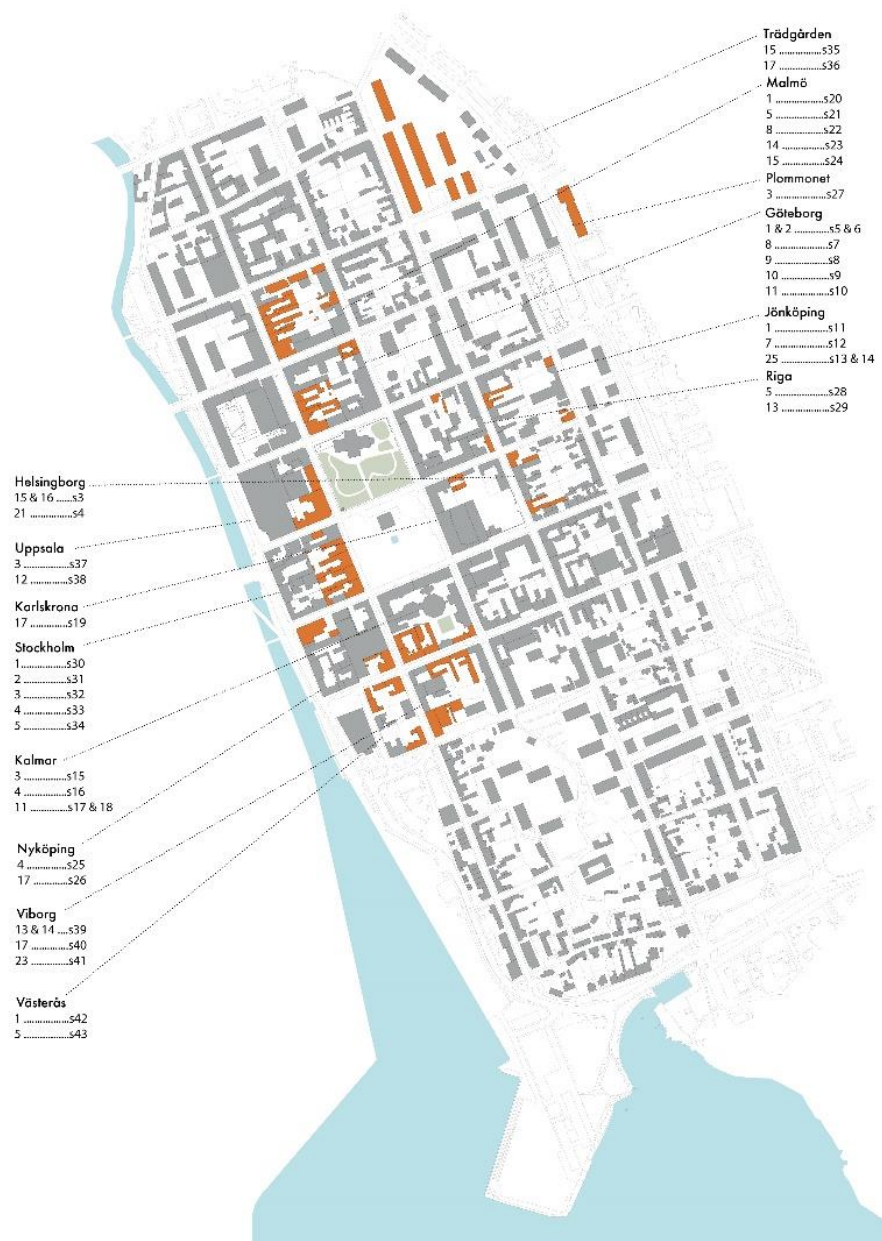 Trädgården
15 ................s35
17 ................s36
Malmö
1 .................s20
5 .................s21
8 .................s22
14 ...............s23
15 ...............s24
Plommonet
3 .................s27
Göteborg
1 & 2 ..........s5 & 6
8 .................s7
9 .................s8
10 ...............s9
11 ...............s10
Jönköping
1 .................s11
7 .................s12
25 ...............s13 & 14
Riga
5 .................s28
13 ................s29
Helsingborg
15 & 16 ......s3
21 ..............s4
Uppsala
3 ................s37
12 ..............s38
Karlskrona
17 ..............s19
Stockholm
1................s30
2 ...............s31
3 ...............s32
4 ...............s33
5 ...............s34
Kalmar
3 ..............s15
4 ..............s16
11 .............s17 & 18
Nyköping
4 ..............s25
17 .............s26
Viborg
13 & 14 ....s39
17 .............s40
23 .............s41
Västerås
1 ................s42
5 ................s43